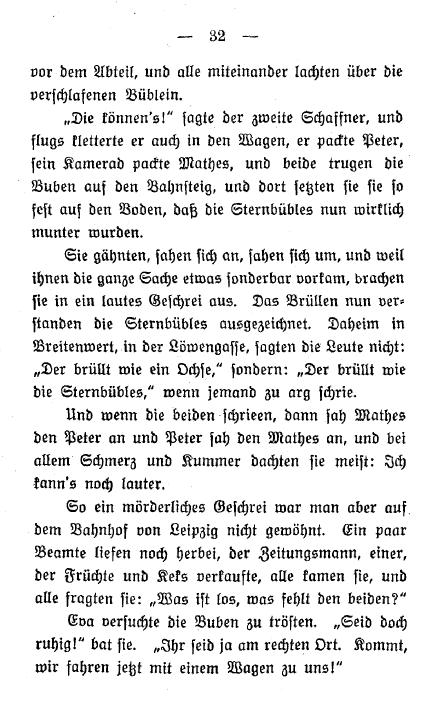 — 32 —
vor dem Abteil, und alle miteinander lachten über die
verschlafenen Büblein.
„Die können's!“ sagte der zweite Schaffner, und
flugs kletterte er auch in den Wagen, er packte Peter,
sein Kamerad packte Mathes, und beide trugen die
Buben auf den Bahnsteig, und dort setzten sie sie so
fest auf den Boden, daß die Sternbübles nun wirklich
munter wurden.
Sie gähnten, sahen sich an, sahen sich um, und weil
ihnen die ganze Sache etwas sonderbar vorkam, brachen
sie in ein lautes Geschrei aus. Das Brüllen nun ver-
standen die Sternbübles ausgezeichnet. Daheim in
Breitenwert, in der Löwengasse, sagten die Leute nicht:
„Der brüllt wie ein Ochse,“ sondern: „Der brüllt wie
die Sternbübles,“ wenn jemand zu arg schrie.
Und wenn die beiden schrieen, dann sah Mathes
den Peter an und Peter sah den Mathes an, und bei
allem Schmerz und Kummer dachten sie meist: Ich
kann's noch lauter.
So ein mörderliches Geschrei war man aber auf
dem Bahnhof von Leipzig nicht gewöhnt. Ein paar
Beamte liefen noch herbei, der Zeitungsmann, einer,
der Früchte und Keks verkaufte, alle kamen sie, und
alle fragten sie: „Was ist los, was fehlt den beiden?“
Eva versuchte die Buben zu trösten. „Seid doch
ruhig!“ bat sie. „Ihr seid ja am rechten Ort. Kommt,
wir fahren jetzt mit einem Wagen zu uns!“